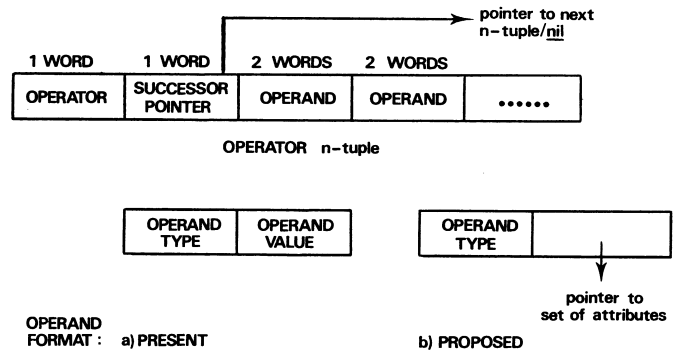 pointer to next
n-tuple/nil
1 WORD 1 WORD 2 WORDS 2 WORDS
OPERATOR SUCCESSOR POINTER OPERAND OPERAND ......
OPERATOR n-tuple
OPERAND TYPE OPERAND VALUE
OPERAND TYPE
pointer to
set of attributes
OPERAND
FORMAT : a) PRESENT b) PROPOSED